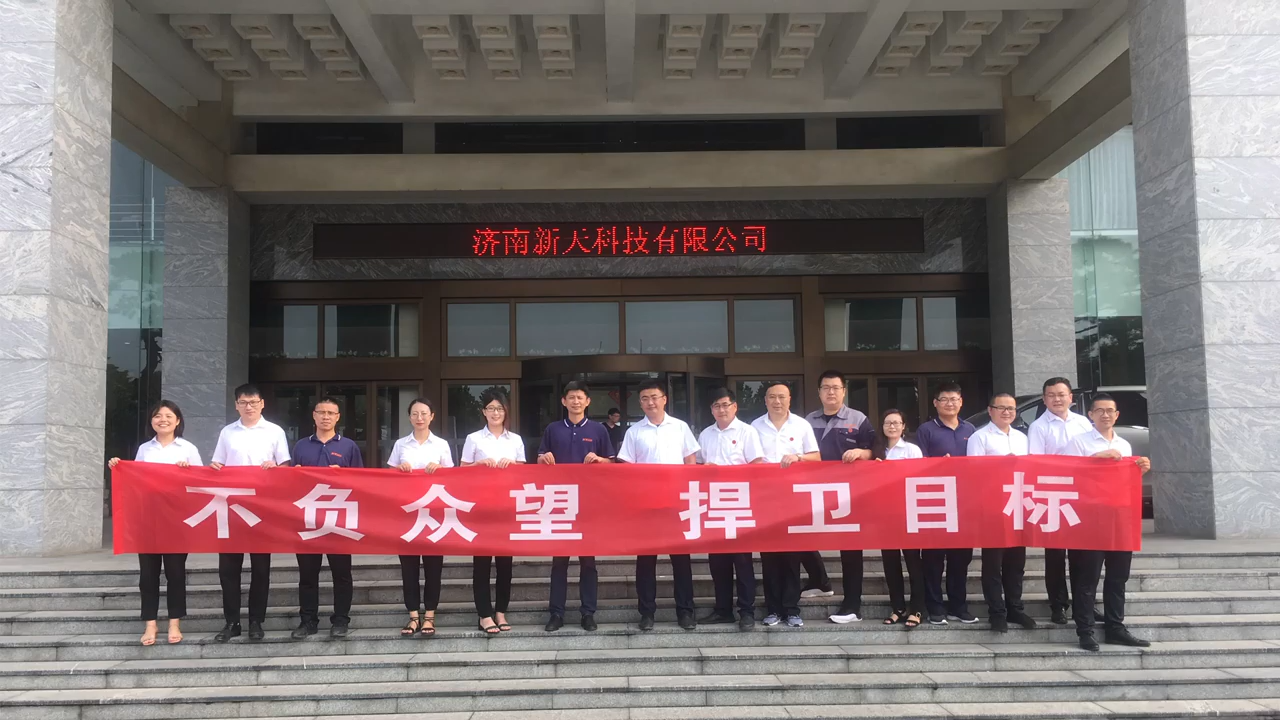 济南新天科技有限公司
不负众望 捍卫目标